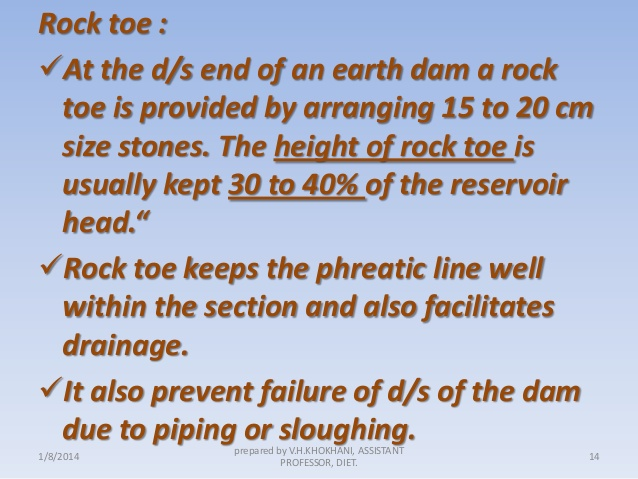 Rock toe :
✓At the d/s end of an earth dam a rock
toe is provided by arranging 15 to 20 cm
size stones. The height of rock toe is
usually kept 30 to 40% of the reservoir
head.“
✓Rock toe keeps the phreatic line well
within the section and also facilitates
drainage.
✓It also prevent failure of d/s of the dam
due to piping or sloughing.
1/8/2014
prepared by V.H.KHOKHANI, ASSISTANT
PROFESSOR, DIET.
14